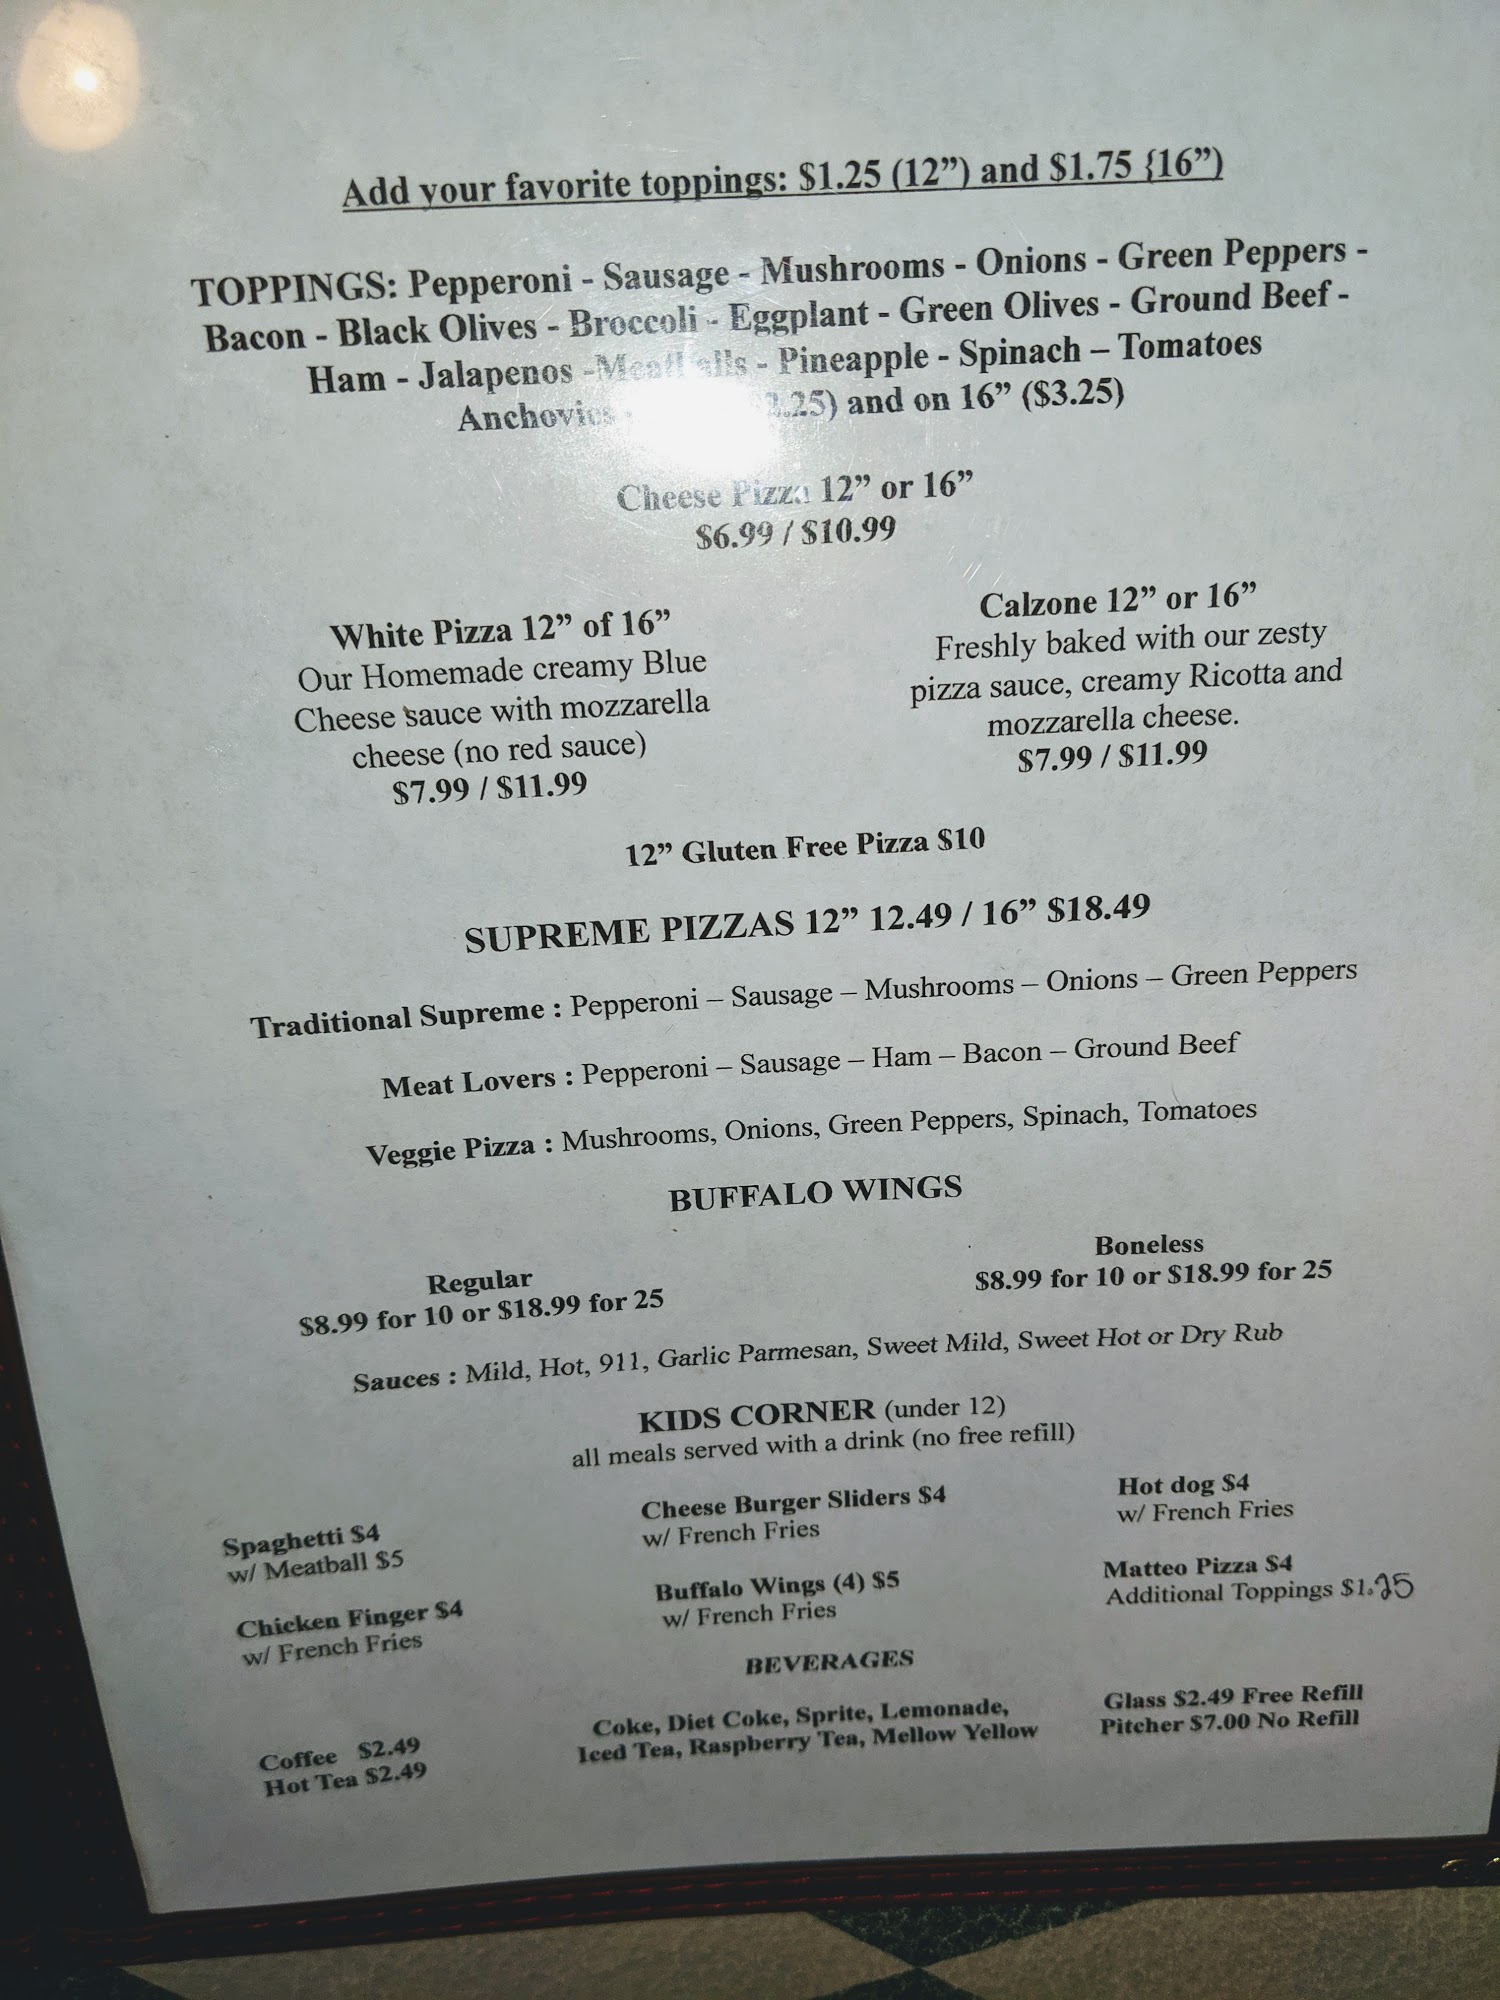 Add your favorite toppings: $1.25 (12”) and $1.75 {16”)
TOPPINGS: Pepperoni - Sausage - Mushrooms - Onions - Green Peppers -
Bacon - Black Olives - Broccoli - Eggplant - Green Olives - Ground Beef -
Ham - Jalapenos -Meatballs - Pineapple - Spinach – Tomatoes
Anchovies and on 16” ($3.25)
Cheese Pizza 12” or 16”
$6.99 / $10.99
White Pizza 12” of 16”
Our Homemade creamy Blue
Cheese sauce with mozzarella
cheese (no red sauce)
$7.99 / $11.99
Calzone 12” or 16”
Freshly baked with our zesty
pizza sauce, creamy Ricotta and
mozzarella cheese.
$7.99 / $11.99
12” Gluten Free Pizza $10
SUPREME PIZZAS 12” 12.49 / 16” $18.49
Traditional Supreme : Pepperoni – Sausage – Mushrooms – Onions – Green Peppers
Meat Lovers : Pepperoni – Sausage – Ham – Bacon – Ground Beef
Veggie Pizza : Mushrooms, Onions, Green Peppers, Spinach, Tomatoes
BUFFALO WINGS
Regular
$8.99 for 10 or $18.99 for 25
Boneless
$8.99 for 10 or $18.99 for 25
Sauces : Mild, Hot, 911, Garlic Parmesan, Sweet Mild, Sweet Hot or Dry Rub
KIDS CORNER (under 12)
all meals served with a drink (no free refill)
Spaghetti $4
w/ Meatball $5
Cheese Burger Sliders $4
w/ French Fries
Hot dog $4
w/ French Fries
Chicken Finger $4
w/ French Fries
Buffalo Wings (4) $5
w/ French Fries
Matteo Pizza $4
Additional Toppings $1.25
BEVERAGES
Coffee $2.49
Hot Tea $2.49
Coke, Diet Coke, Sprite, Lemonade,
Iced Tea, Raspberry Tea, Mellow Yellow
Glass $2.49 Free Refill
Pitcher $7.00 No Refill